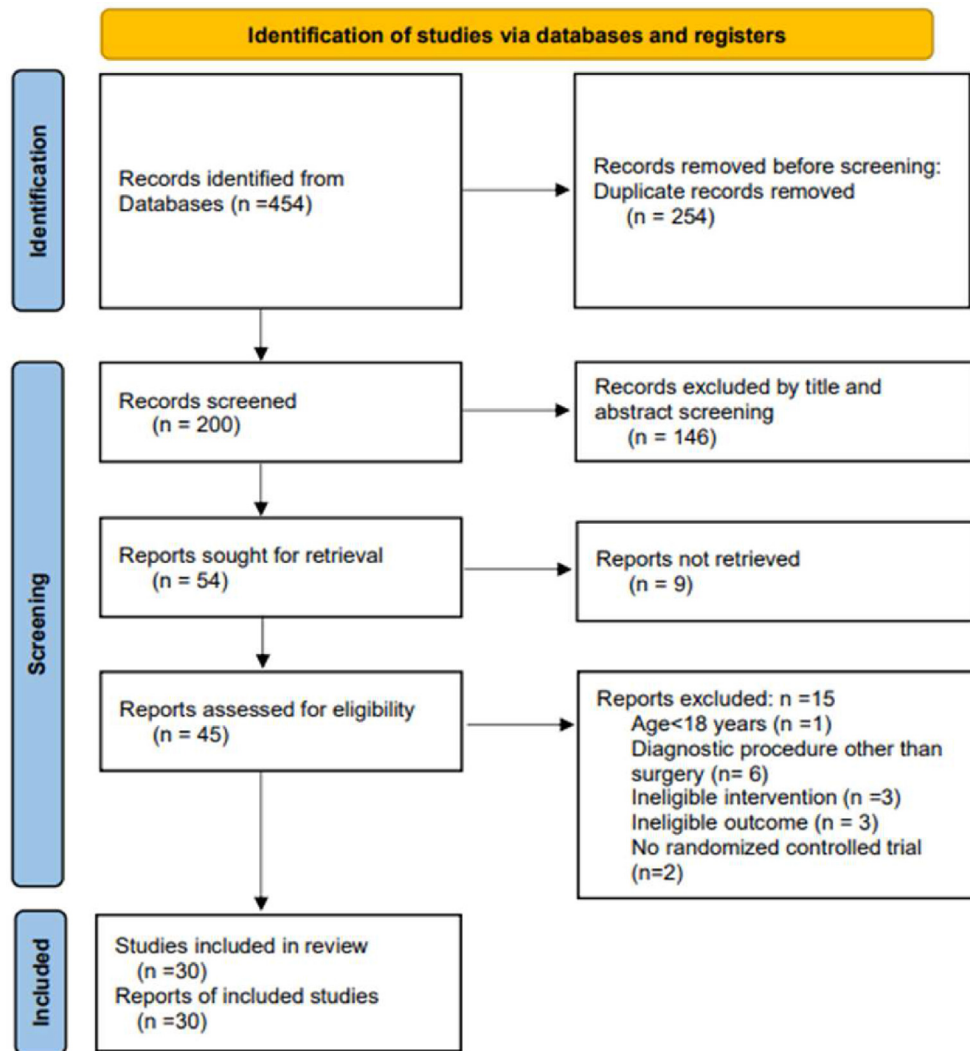 Identification of studies via databases and registers
Identification
Records identified from
Databases (n =454)
Records removed before screening:
Duplicate records removed
(n = 254)
Screening
Records screened
(n = 200)
Records excluded by title and
abstract screening
(n = 146)
Reports sought for retrieval
(n = 54)
Reports not retrieved
(n = 9)
Reports assessed for eligibility
(n = 45)
Reports excluded: n =15
Age<18 years (n =1)
Diagnostic procedure other than
surgery (n= 6)
Ineligible intervention (n =3)
Ineligible outcome (n = 3)
No randomized controlled trial
(n=2)
Included
Studies included in review
(n =30)
Reports of included studies
(n =30)